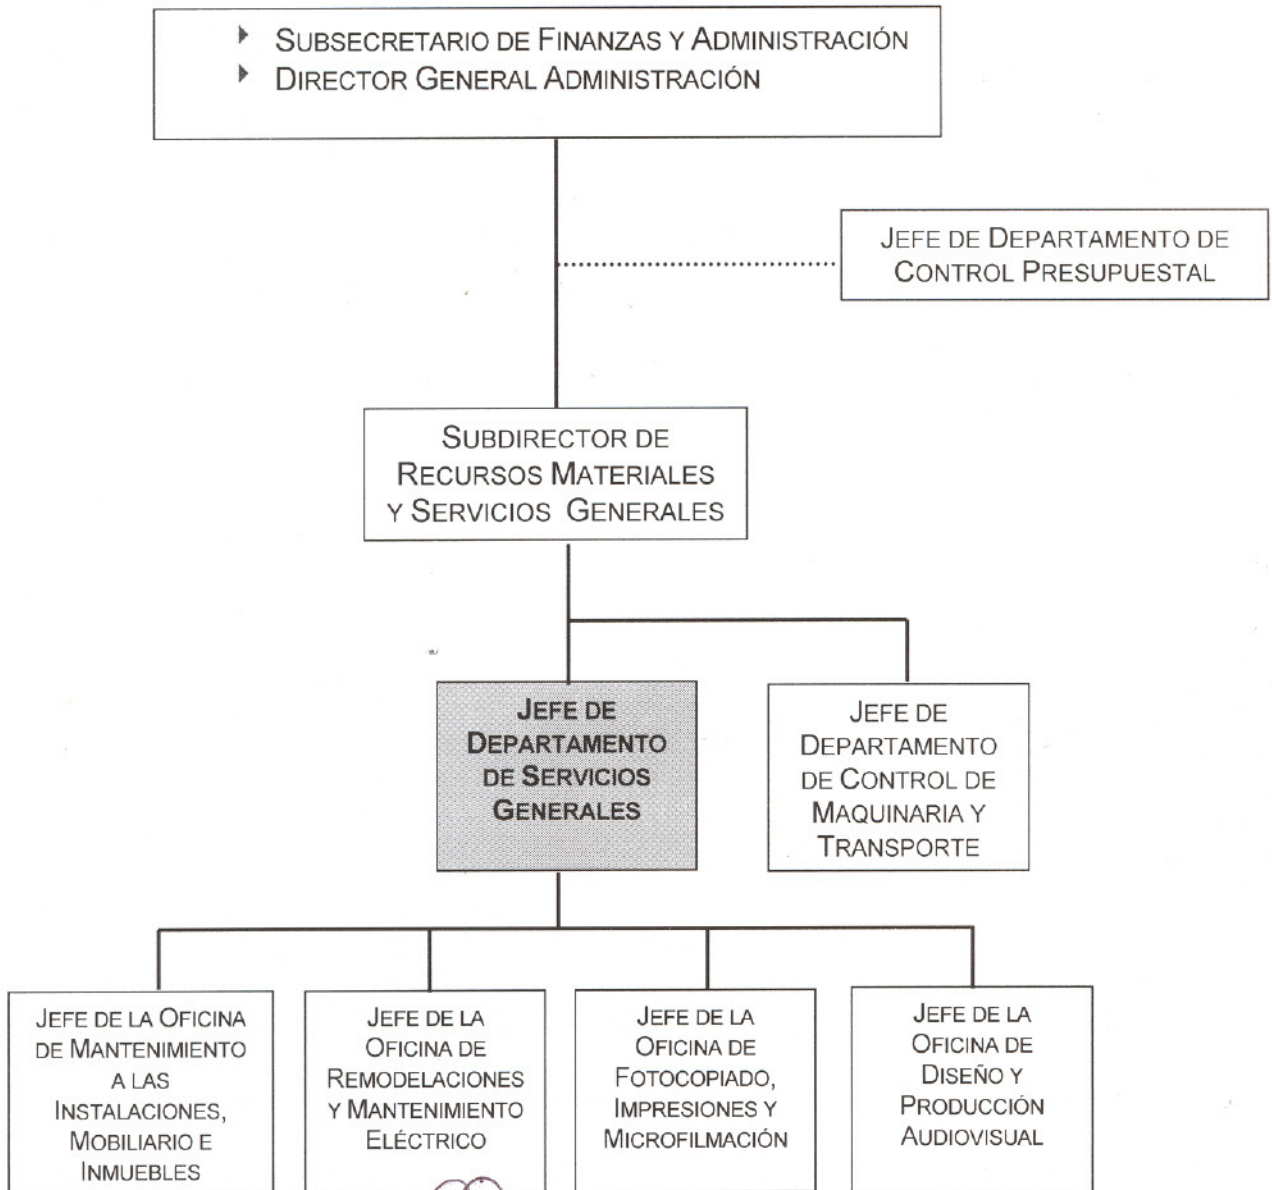 SUBSECRETARIO DE FINANZAS Y ADMINISTRACIÓN
DIRECTOR GENERAL ADMINISTRACIÓN
JEFE DE DEPARTAMENTO DE
CONTROL PRESUPUESTAL
SUBDIRECTOR DE
RECURSOS MATERIALES
Y SERVICIOS GENERALES
JEFE DE
DEPARTAMENTO
DE SERVICIOS
GENERALES
JEFE DE
DEPARTAMENTO
DE CONTROL DE
MAQUINARIA Y
TRANSPORTE
JEFE DE LA OFICINA
DE MANTENIMIENTO
A LAS
INSTALACIONES,
MOBILIARIO E
INMUEBLES
JEFE DE LA
OFICINA DE
REMODELACIONES
Y MANTENIMIENTO
ELÉCTRICO
JEFE DE LA
OFICINA DE
FOTOCOPIADO,
IMPRESIONES Y
MICROFILMACIÓN
JEFE DE LA
OFICINA DE
DISEÑO Y
PRODUCCIÓN
AUDIOVISUAL